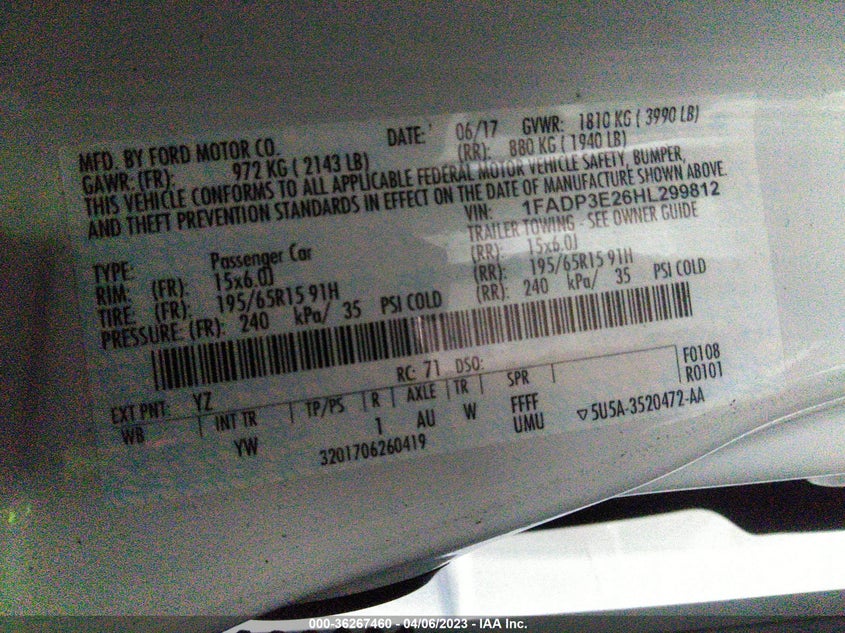 MFD. BY FORD MOTOR CO. DATE: 06/17 GVWR: 1810 KG ( 3990 LB)
GAWR: (FR): 972 KG ( 2143 LB) (RR): 880 KG ( 1940 LB)
THIS VEHICLE CONFORMS TO ALL APPLICABLE FEDERAL MOTOR VEHICLE SAFETY, BUMPER,
AND THEFT PREVENTION STANDARDS IN EFFECT ON THE DATE OF MANUFACTURE SHOWN ABOVE.
VIN: 1FADP3E26HL299812
TYPE: Passenger Car TRAILER TOWING - SEE OWNER GUIDE
RIM: (FR): 15x6.0J (RR): 15x6.0J
TIRE: (FR): 195/65R15 91H (RR): 195/65R15 91H
PRESSURE: (FR): 240 kPa/ 35 PSI COLD (RR): 240 kPa/ 35 PSI COLD
RC: 71 DSO:
EXT PNT: YZ F0108
WB INT TR TP/PS R AXLE TR SPR R0101
YW 1 AU W FFFF
UMU ▽5U5A-3520472-AA
3201706260419
000-36267460 - 04/06/2023 - IAA Inc.